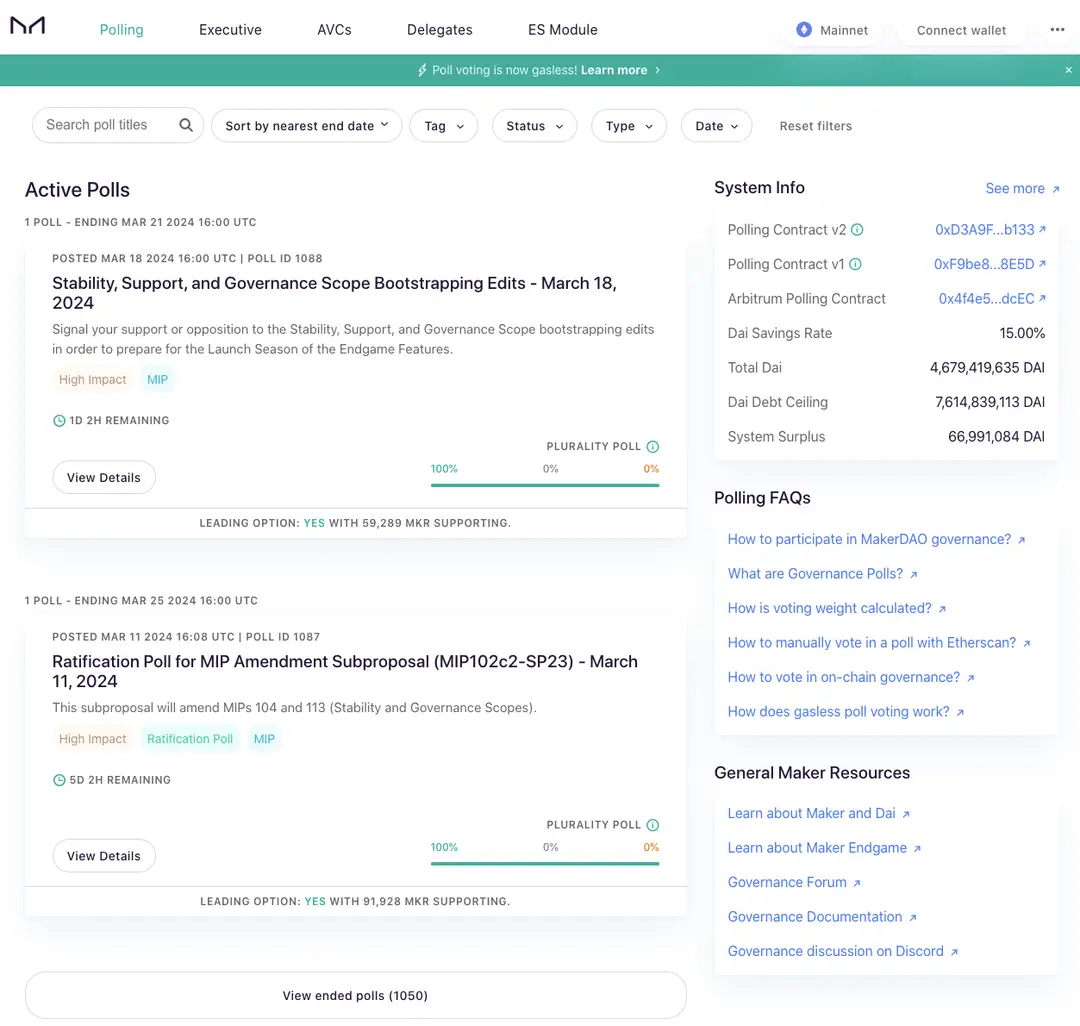 Polling
Executive
AVCs
Delegates
ES Module
Mainnet
Connect wallet
Poll voting is now gasless! Learn more
Search poll titles
Sort by nearest end date
Tag
Status
Type
Date
Reset filters
Active Polls
1 POLL - ENDING MAR 21 2024 16:00 UTC
POSTED MAR 18 2024 16:00 UTC | POLL ID 1088
Stability, Support, and Governance Scope Bootstrapping Edits - March 18,
2024
Signal your support or opposition to the Stability, Support, and Governance Scope bootstrapping edits
in order to prepare for the Launch Season of the Endgame Features.
High Impact
MIP
1D 2H REMAINING
PLURALITY POLL
View Details
100%
0%
0%
LEADING OPTION: YES WITH 59,289 MKR SUPPORTING.
1 POLL - ENDING MAR 25 2024 16:00 UTC
POSTED MAR 11 2024 16:08 UTC | POLL ID 1087
Ratification Poll for MIP Amendment Subproposal (MIP102c2-SP23) - March
11, 2024
This subproposal will amend MIPs 104 and 113 (Stability and Governance Scopes).
High Impact
Ratification Poll
MIP
5D 2H REMAINING
PLURALITY POLL
View Details
100%
0%
0%
LEADING OPTION: YES WITH 91,928 MKR SUPPORTING.
View ended polls (1050)
System Info
See more
Polling Contract v2
0xD3A9F...b133
Polling Contract v1
0xF9be8...8E5D
Arbitrum Polling Contract
0x4f4e5...dcEC
Dai Savings Rate
15.00%
Total Dai
4,679,419,635 DAI
Dai Debt Ceiling
7,614,839,113 DAI
System Surplus
66,991,084 DAI
Polling FAQs
How to participate in MakerDAO governance?
What are Governance Polls?
How is voting weight calculated?
How to manually vote in a poll with Etherscan?
How to vote in on-chain governance?
How does gasless poll voting work?
General Maker Resources
Learn about Maker and Dai
Learn about Maker Endgame
Governance Forum
Governance Documentation
Governance discussion on Discord